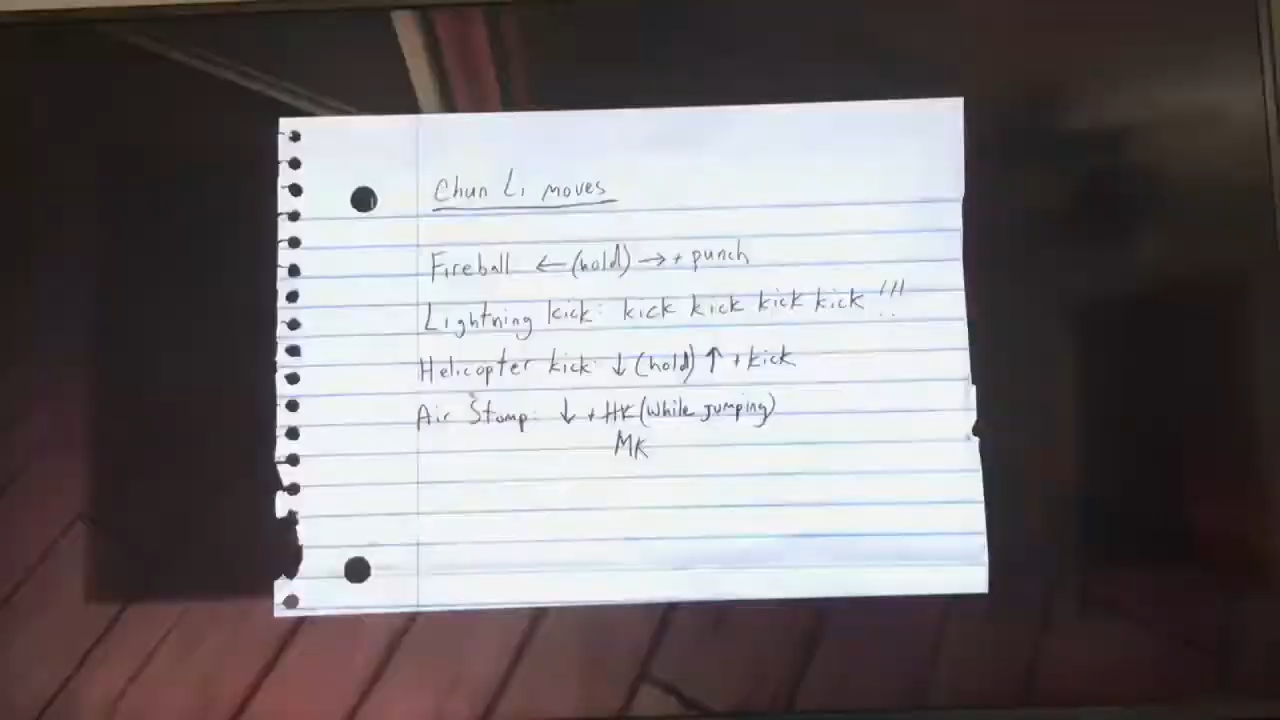 Chun Li moves
Fireball ← (hold) → + punch
Lightning kick: kick kick kick kick !!!
Helicopter kick: ↓ (hold) ↑ + kick
Air Stomp: ↓ + HK (while jumping)
MK